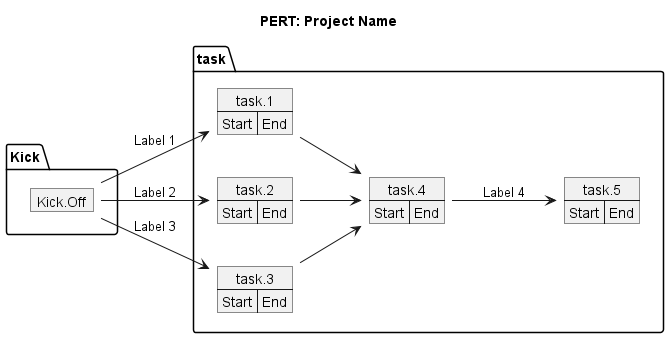 PERT: Project Name
task
task.1
Start End
Label 1
Kick
Kick.Off
Label 2
task.2
Start End
task.4
Start End
Label 4
task.5
Start End
Label 3
task.3
Start End